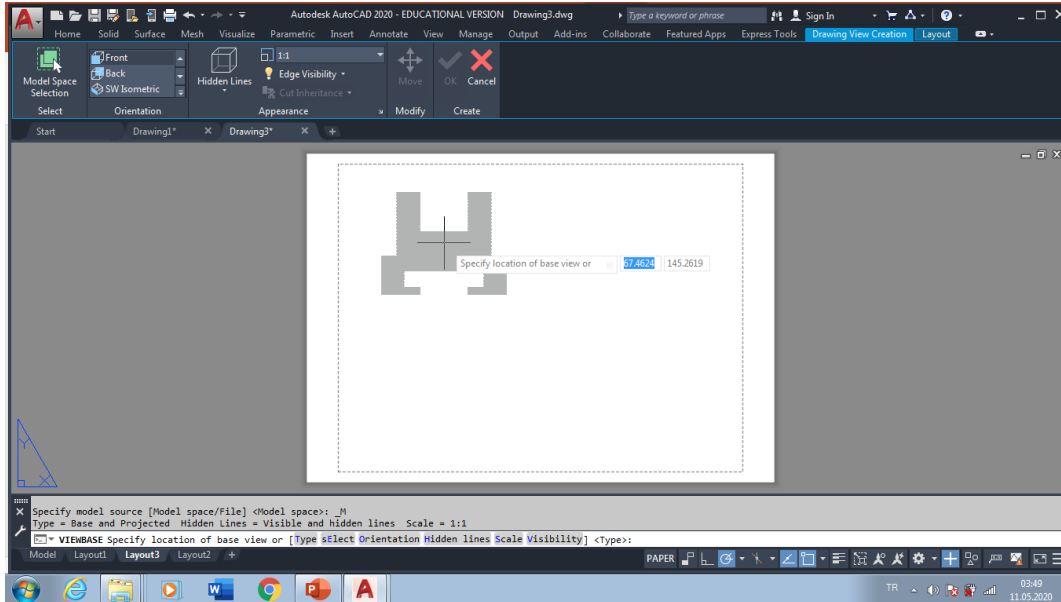 Autodesk AutoCAD 2020 - EDUCATIONAL VERSION Drawing3.dwg Type a keyword or phrase Sign In
Home Solid Surface Mesh Visualize Parametric Insert Annotate View Manage Output Add-ins Collaborate Featured Apps Express Tools Drawing View Creation Layout
Model Space Selection
Front
Back
SW Isometric
Hidden Lines
1:1
Edge Visibility
Cut Inheritance
Move
OK
Cancel
Select Orientation Appearance Modify Create
Start Drawing1* Drawing3*
Specify location of base view or 67.4624 145.2619
Y
X
Specify model source [Model space/File] <Model space>: _M
Type = Base and Projected Hidden Lines = Visible and hidden lines Scale = 1:1
VIEWBASE Specify location of base view or [Type sElect Orientation Hidden lines Scale Visibility] <Type>:
Model Layout1 Layout3 Layout2 + PAPER
TR 03:49
11.05.2020